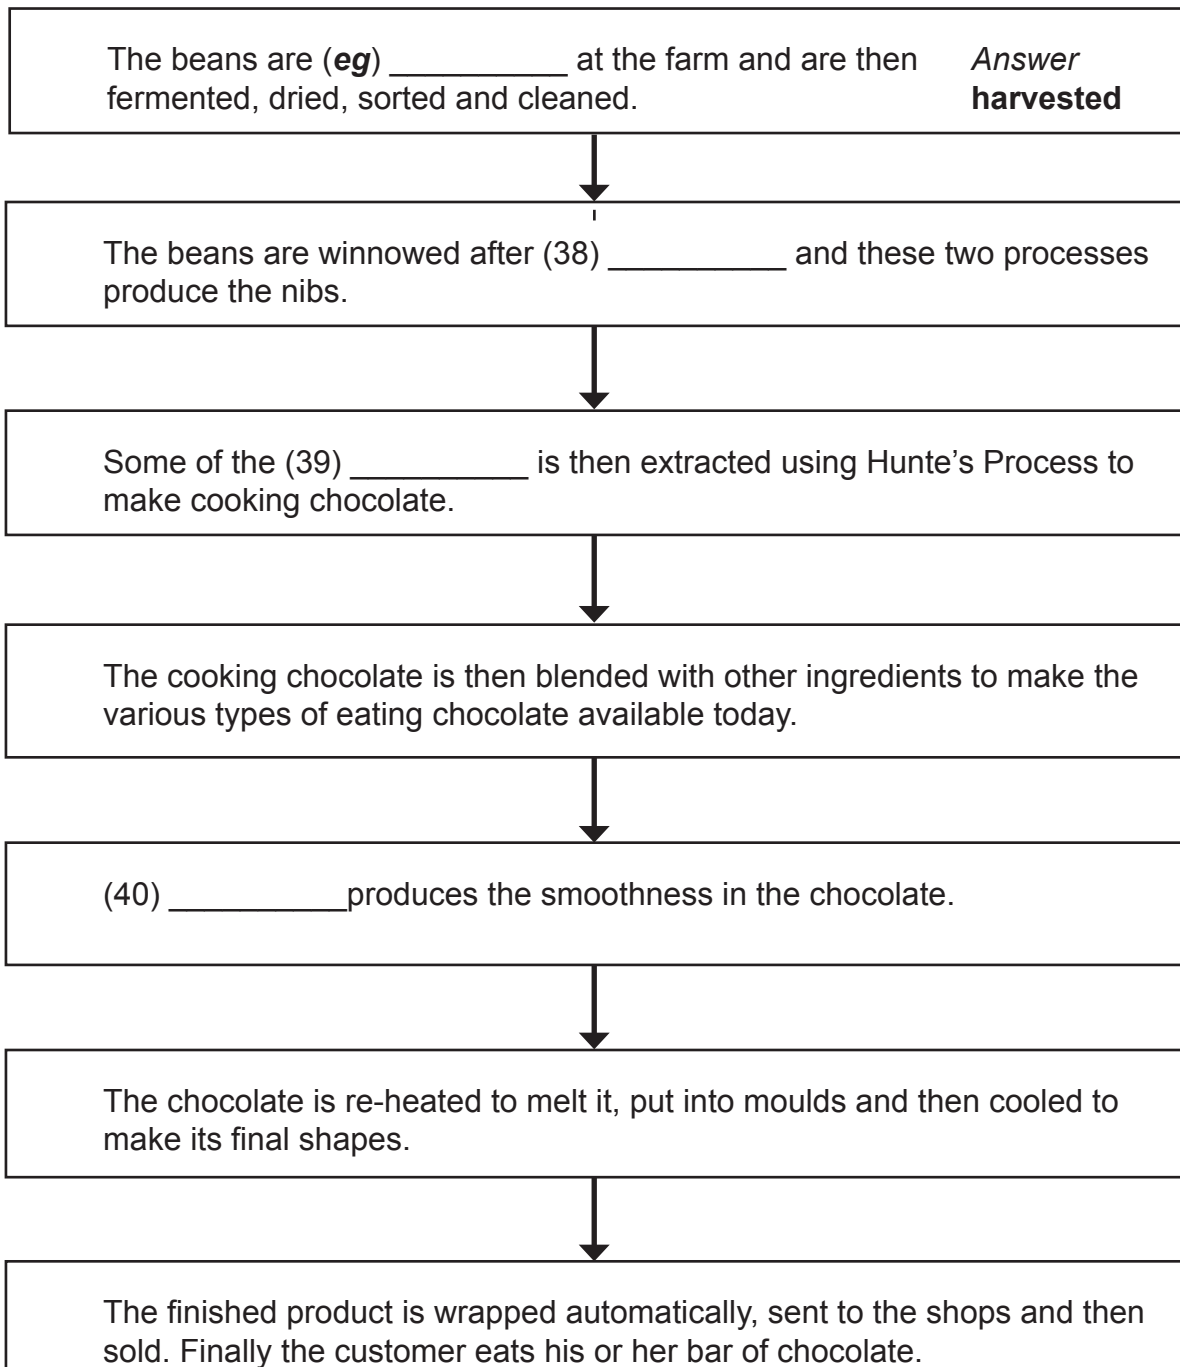 The beans are (eg) __________ at the farm and are then Answer
fermented, dried, sorted and cleaned. harvested
The beans are winnowed after (38) __________ and these two processes
produce the nibs.
Some of the (39) __________ is then extracted using Hunte's Process to
make cooking chocolate.
The cooking chocolate is then blended with other ingredients to make the
various types of eating chocolate available today.
(40) __________produces the smoothness in the chocolate.
The chocolate is re-heated to melt it, put into moulds and then cooled to
make its final shapes.
The finished product is wrapped automatically, sent to the shops and then
sold. Finally the customer eats his or her bar of chocolate.